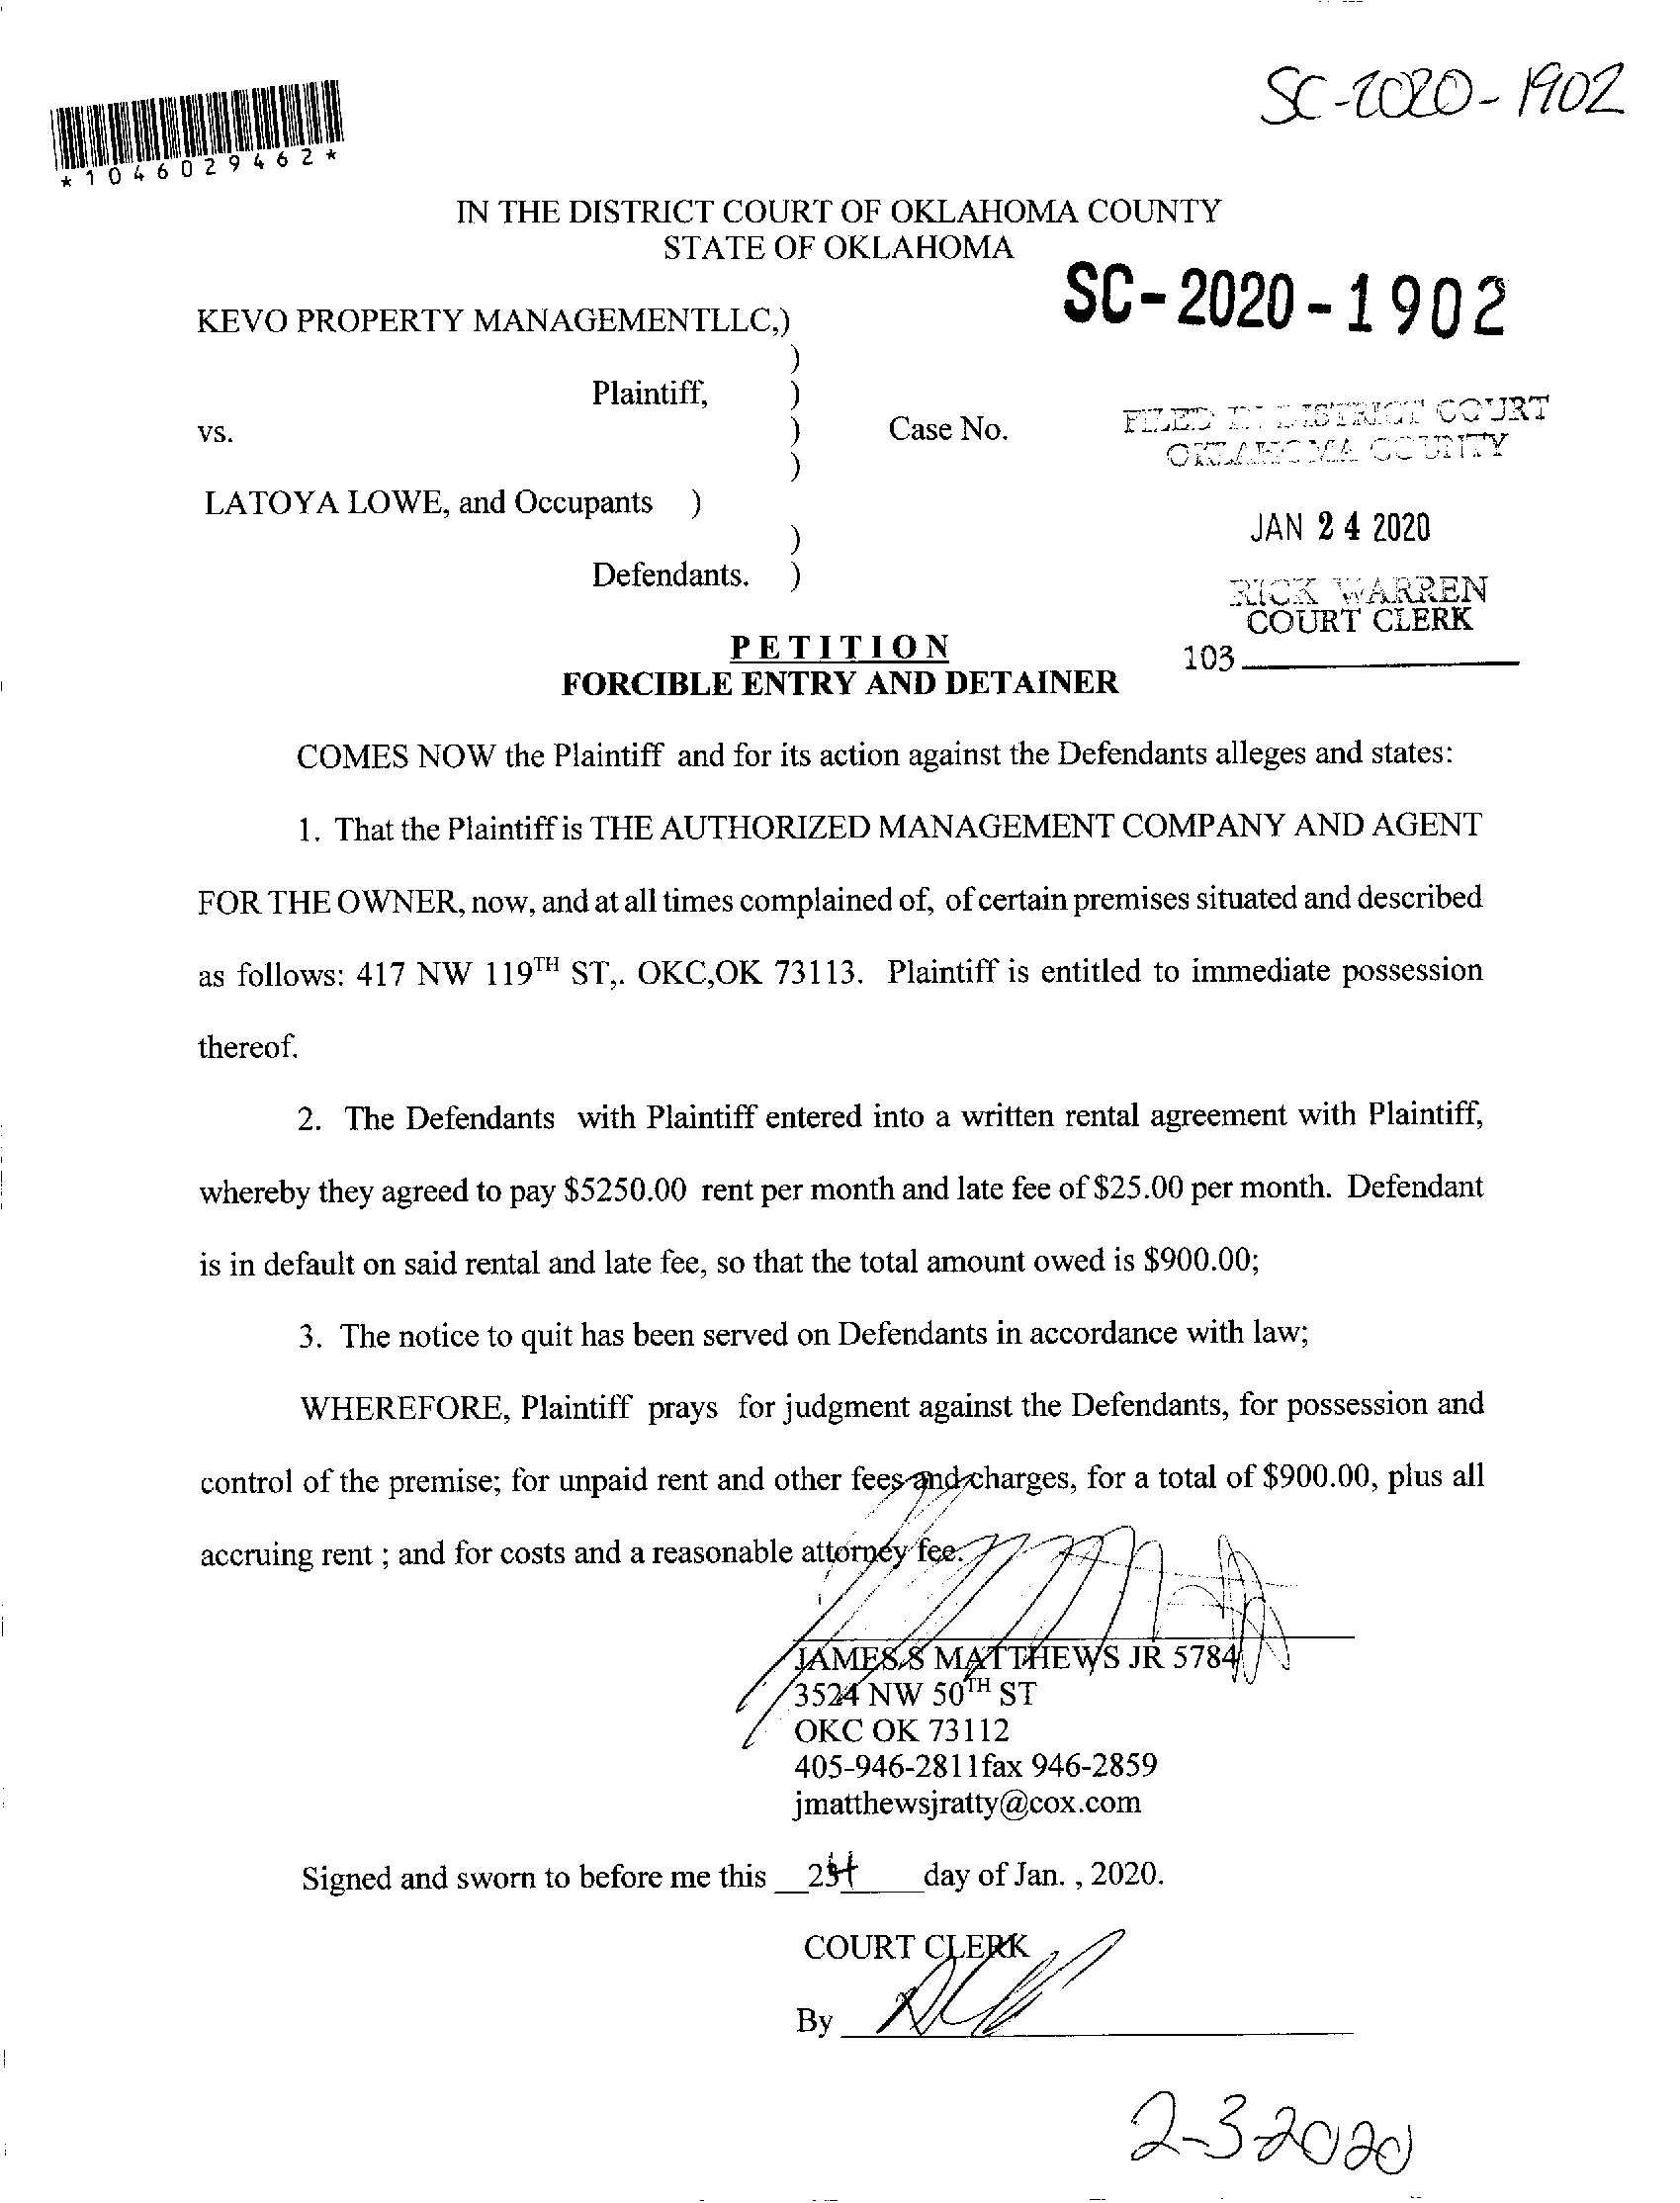 SC-2020-1902
*1046029462*
IN THE DISTRICT COURT OF OKLAHOMA COUNTY
STATE OF OKLAHOMA
SC-2020-1902
KEVO PROPERTY MANAGEMENTLLC,)
)
Plaintiff, )
vs. ) Case No.
)
FILED IN DISTRICT COURT
OKLAHOMA COUNTY
LATOYA LOWE, and Occupants )
)
Defendants. )
JAN 24 2020
RICK WARREN
COURT CLERK
103
PETITION
FORCIBLE ENTRY AND DETAINER
COMES NOW the Plaintiff and for its action against the Defendants alleges and states:
1. That the Plaintiff is THE AUTHORIZED MANAGEMENT COMPANY AND AGENT
FOR THE OWNER, now, and at all times complained of, of certain premises situated and described
as follows: 417 NW 119TH ST,. OKC,OK 73113. Plaintiff is entitled to immediate possession
thereof.
2. The Defendants with Plaintiff entered into a written rental agreement with Plaintiff,
whereby they agreed to pay $5250.00 rent per month and late fee of $25.00 per month. Defendant
is in default on said rental and late fee, so that the total amount owed is $900.00;
3. The notice to quit has been served on Defendants in accordance with law;
WHEREFORE, Plaintiff prays for judgment against the Defendants, for possession and
control of the premise; for unpaid rent and other fees and charges, for a total of $900.00, plus all
accruing rent ; and for costs and a reasonable attorney fee.
JAMES S MATTHEWS JR 5784
3524 NW 50TH ST
OKC OK 73112
405-946-2811fax 946-2859
jmatthewsjratty@cox.com
Signed and sworn to before me this 24 day of Jan. , 2020.
COURT CLERK
By
2-3-2020